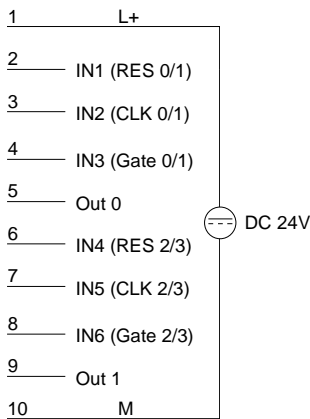 1 L+
2 IN1 (RES 0/1)
3 IN2 (CLK 0/1)
4 IN3 (Gate 0/1)
5 Out 0
DC 24V
6 IN4 (RES 2/3)
7 IN5 (CLK 2/3)
8 IN6 (Gate 2/3)
9 Out 1
10 M